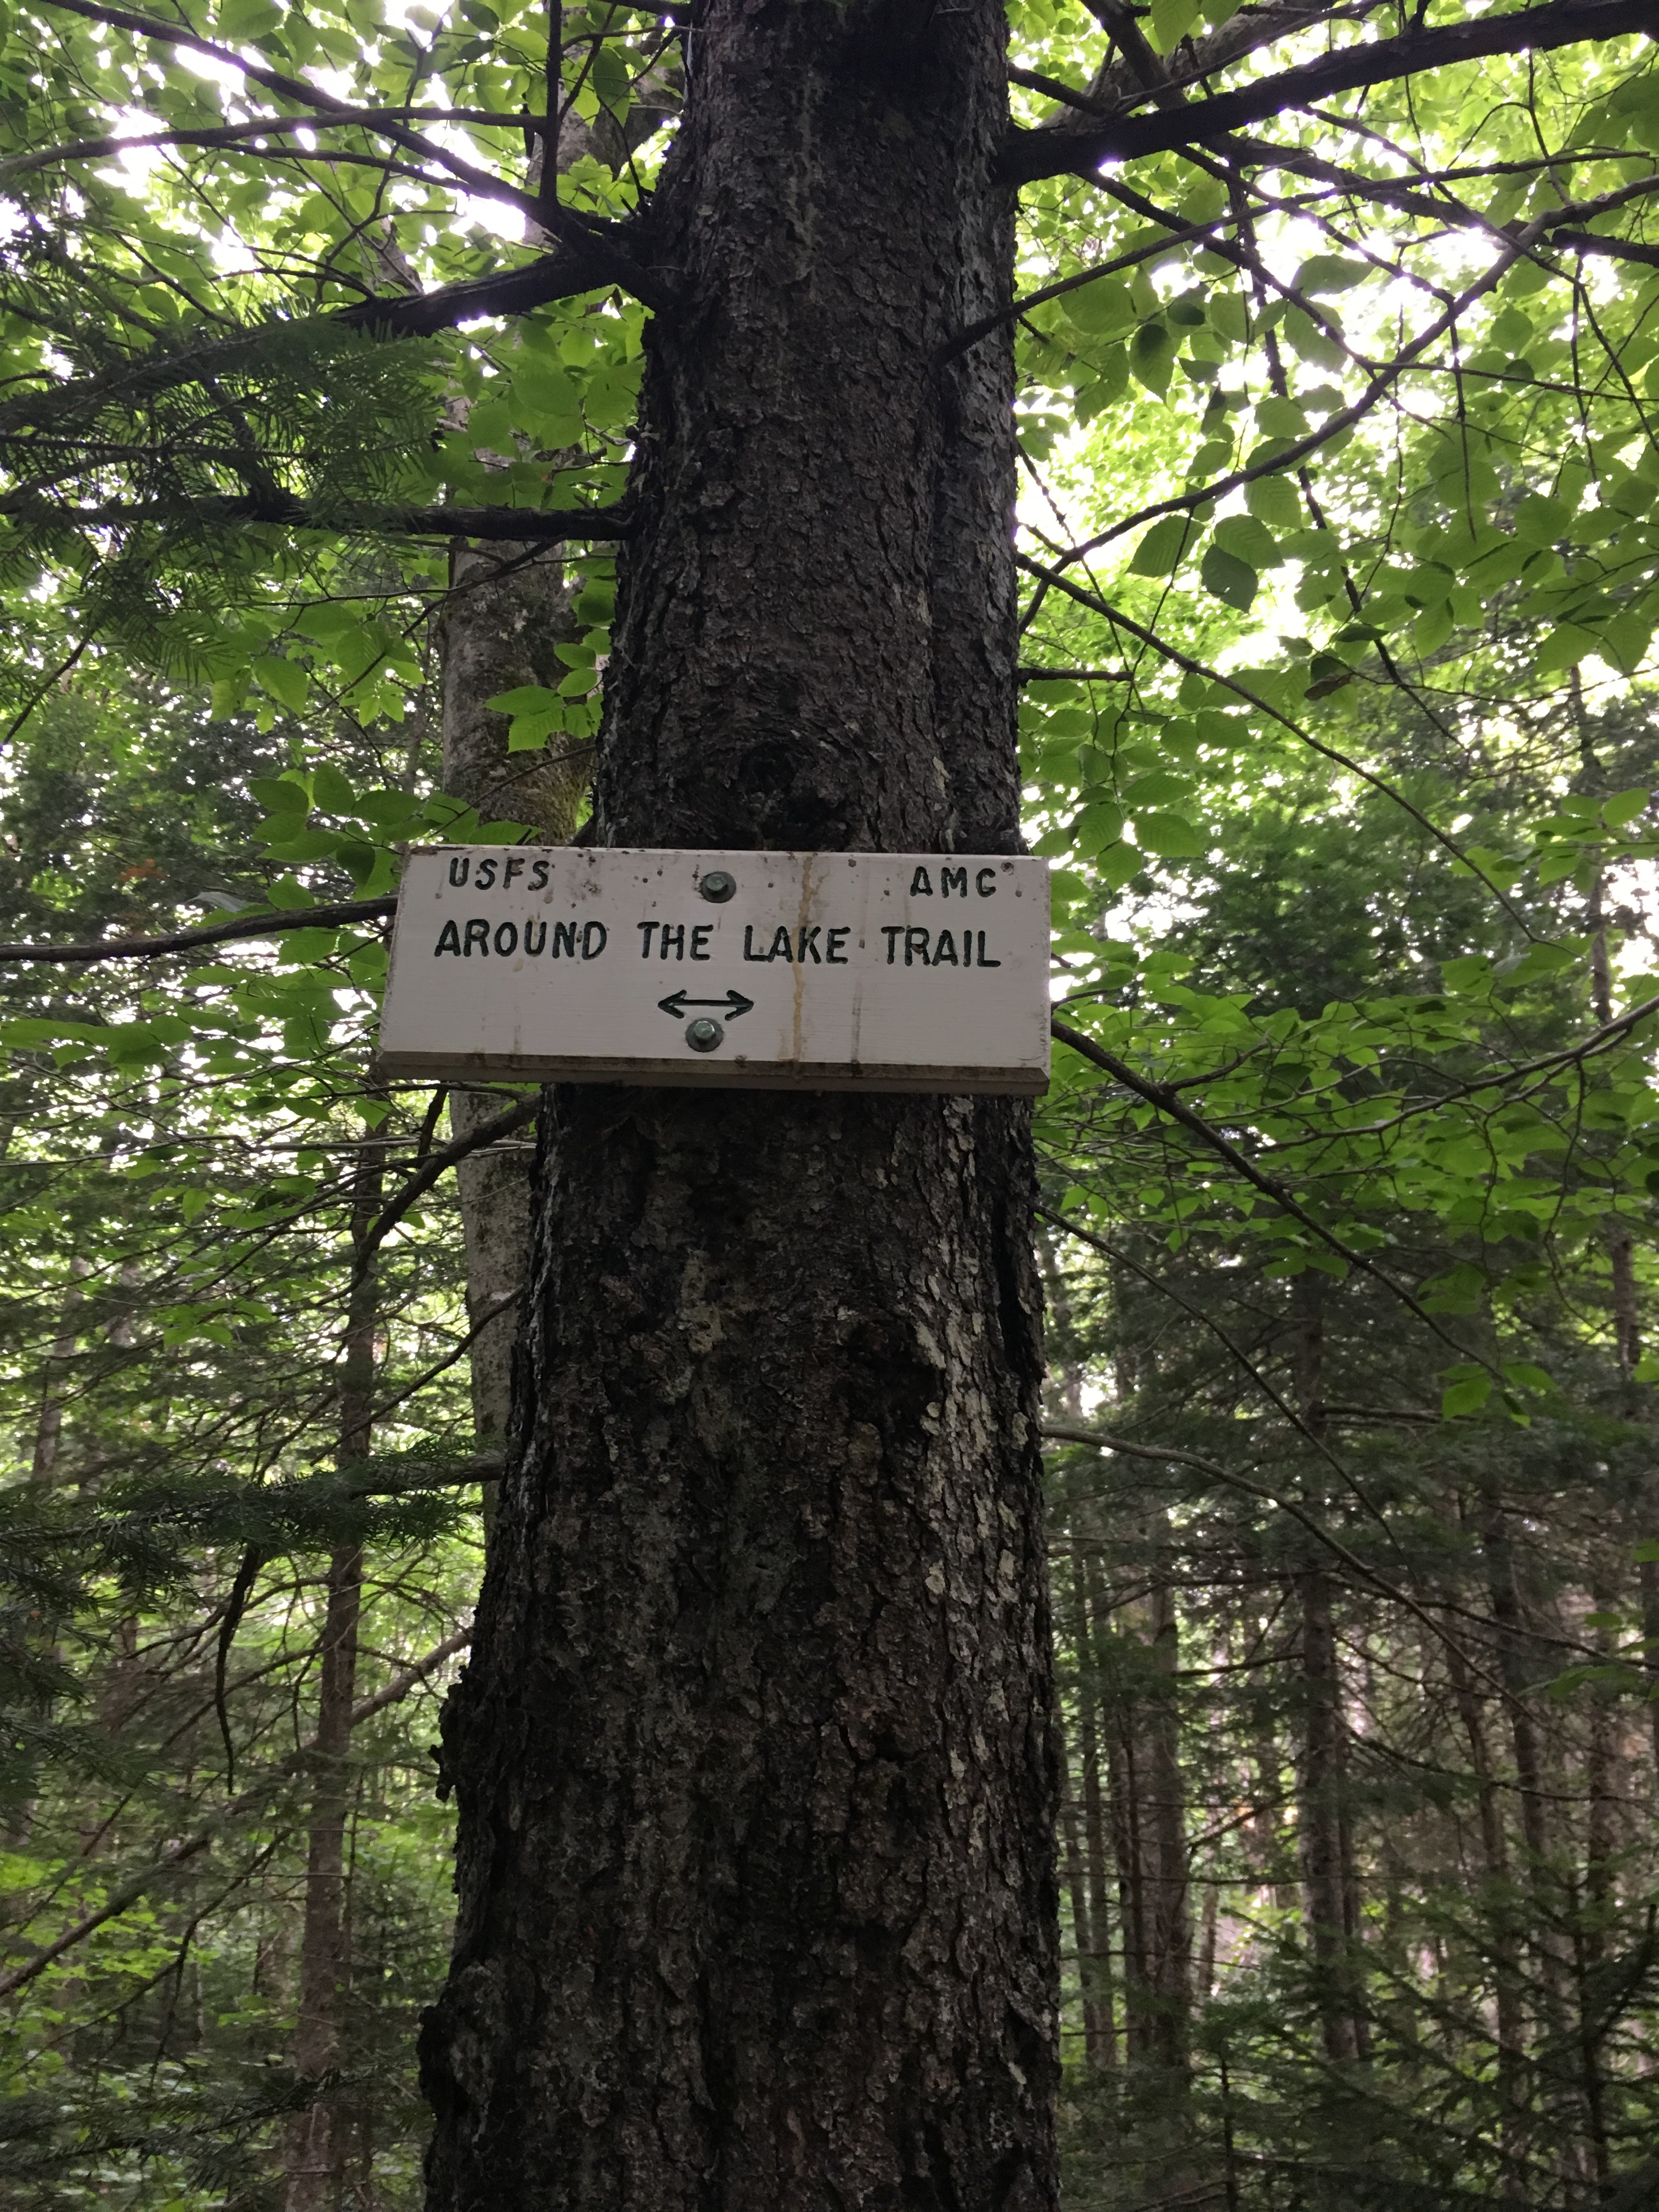 USFS AMC
AROUND THE LAKE TRAIL